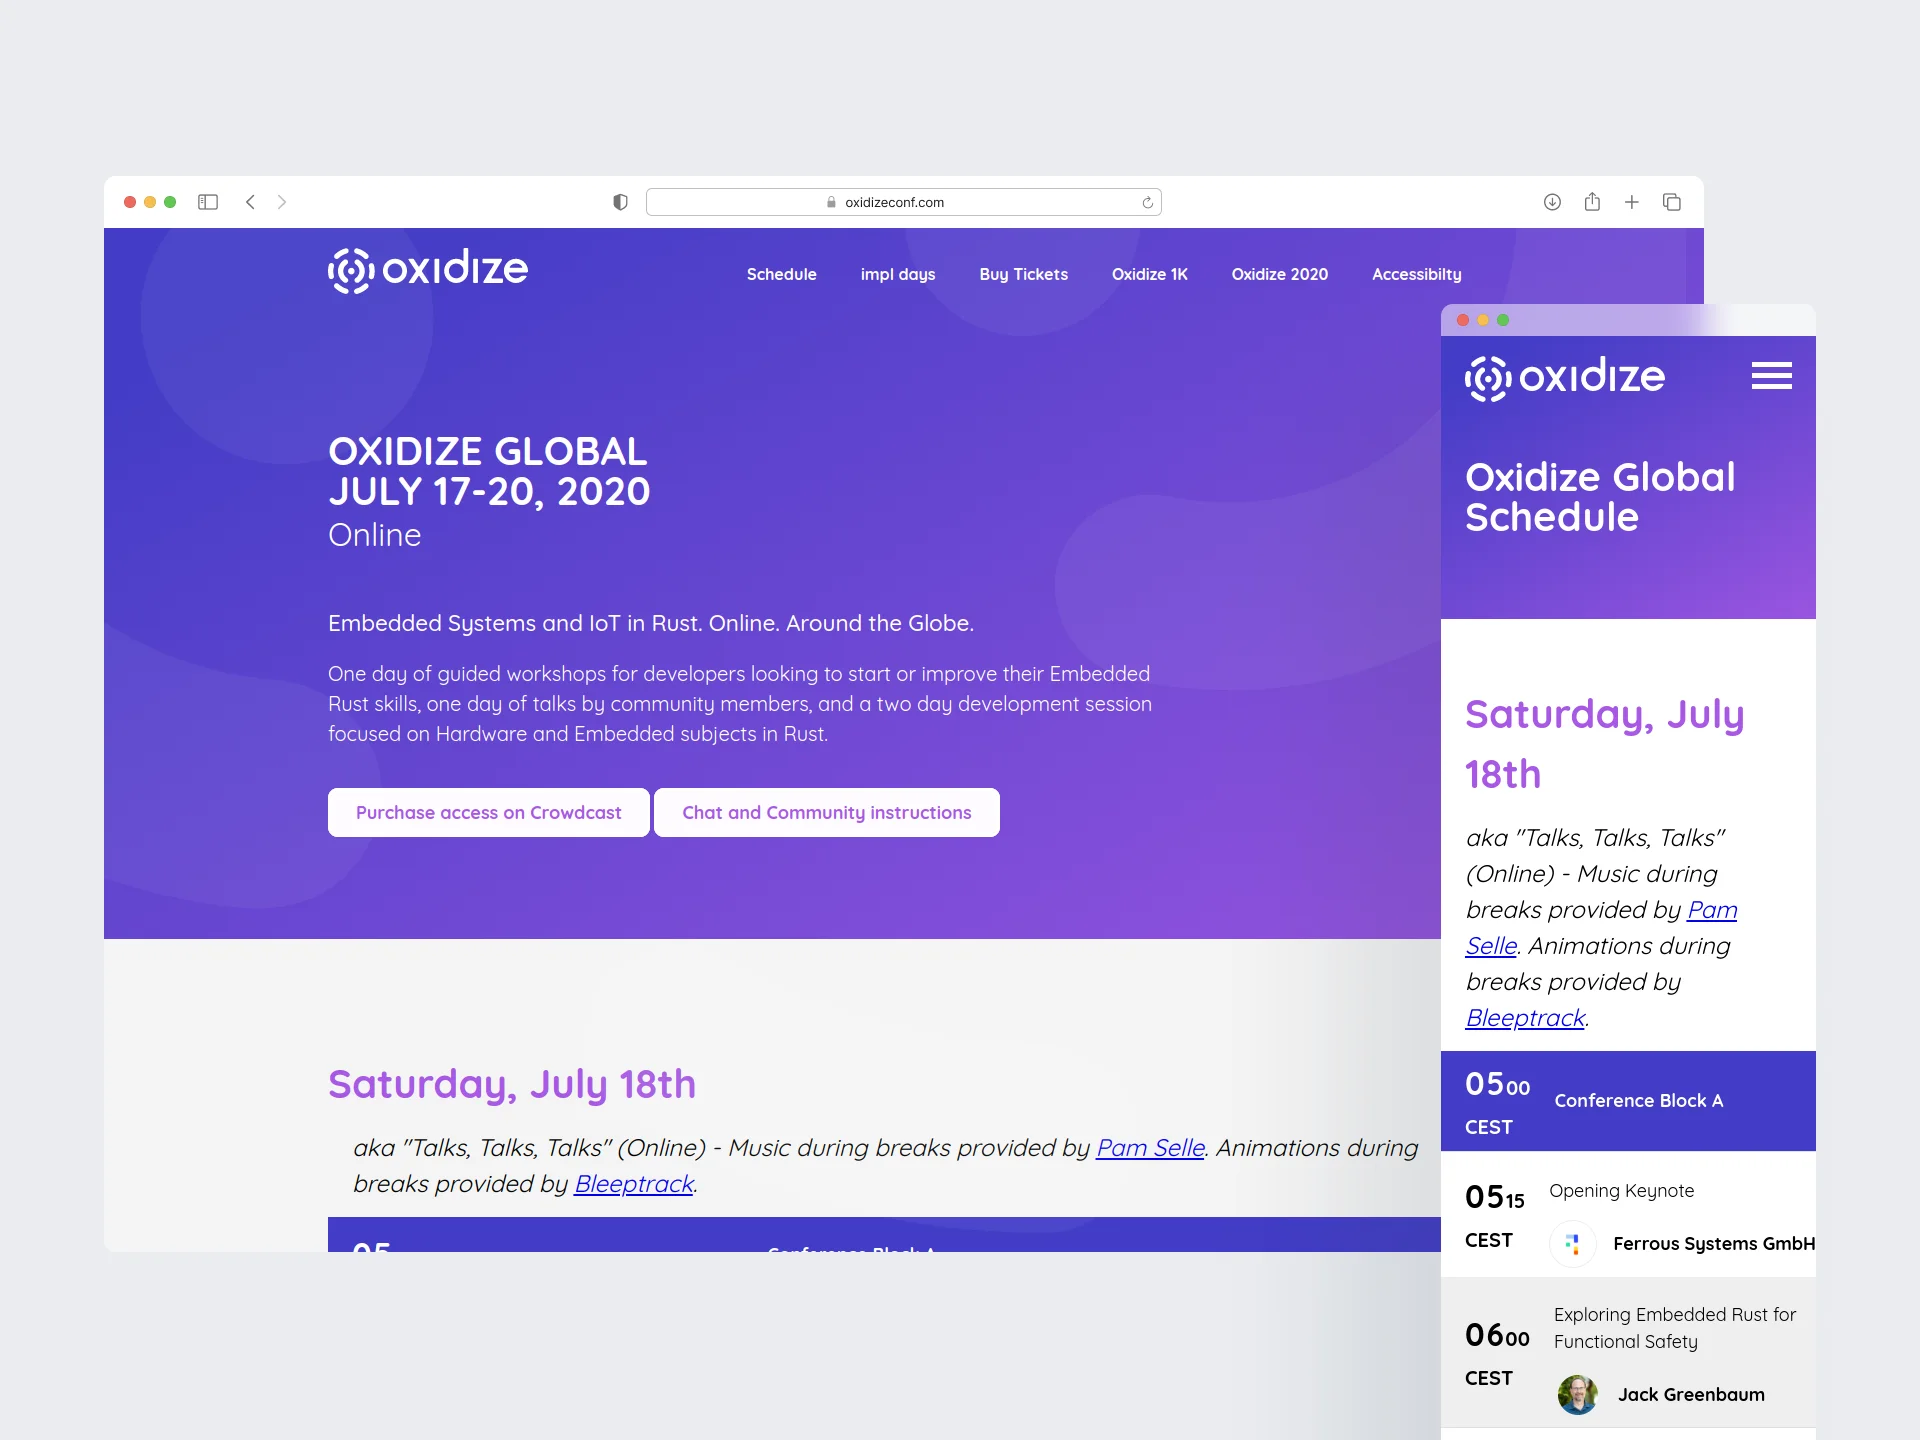 oxidizeconf.com
oxidize
Schedule impl days Buy Tickets Oxidize 1K Oxidize 2020 Accessibilty
OXIDIZE GLOBAL
JULY 17-20, 2020
Online
Embedded Systems and IoT in Rust. Online. Around the Globe.
One day of guided workshops for developers looking to start or improve their Embedded
Rust skills, one day of talks by community members, and a two day development session
focused on Hardware and Embedded subjects in Rust.
Purchase access on Crowdcast Chat and Community instructions
Saturday, July 18th
aka "Talks, Talks, Talks" (Online) - Music during breaks provided by Pam Selle. Animations during
breaks provided by Bleeptrack.
05 Conference Block A
oxidize
Oxidize Global
Schedule
Saturday, July
18th
aka "Talks, Talks, Talks"
(Online) - Music during
breaks provided by Pam
Selle. Animations during
breaks provided by
Bleeptrack.
05 00
CEST
Conference Block A
05 15
CEST
Opening Keynote
Ferrous Systems GmbH
06 00
CEST
Exploring Embedded Rust for
Functional Safety
Jack Greenbaum